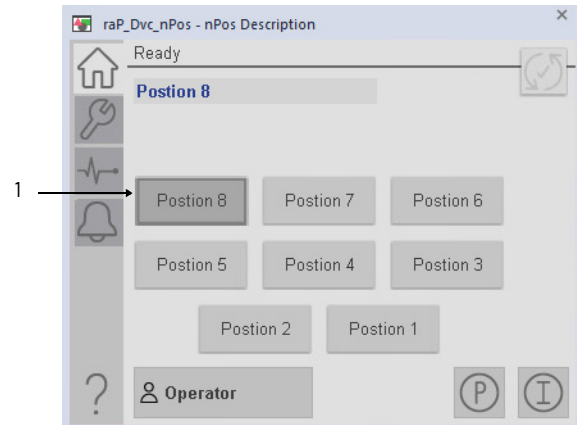 raP_Dvc_nPos - nPos Description
Ready
Postion 8
1
Postion 8 Postion 7 Postion 6
Postion 5 Postion 4 Postion 3
Postion 2 Postion 1
? Operator P I